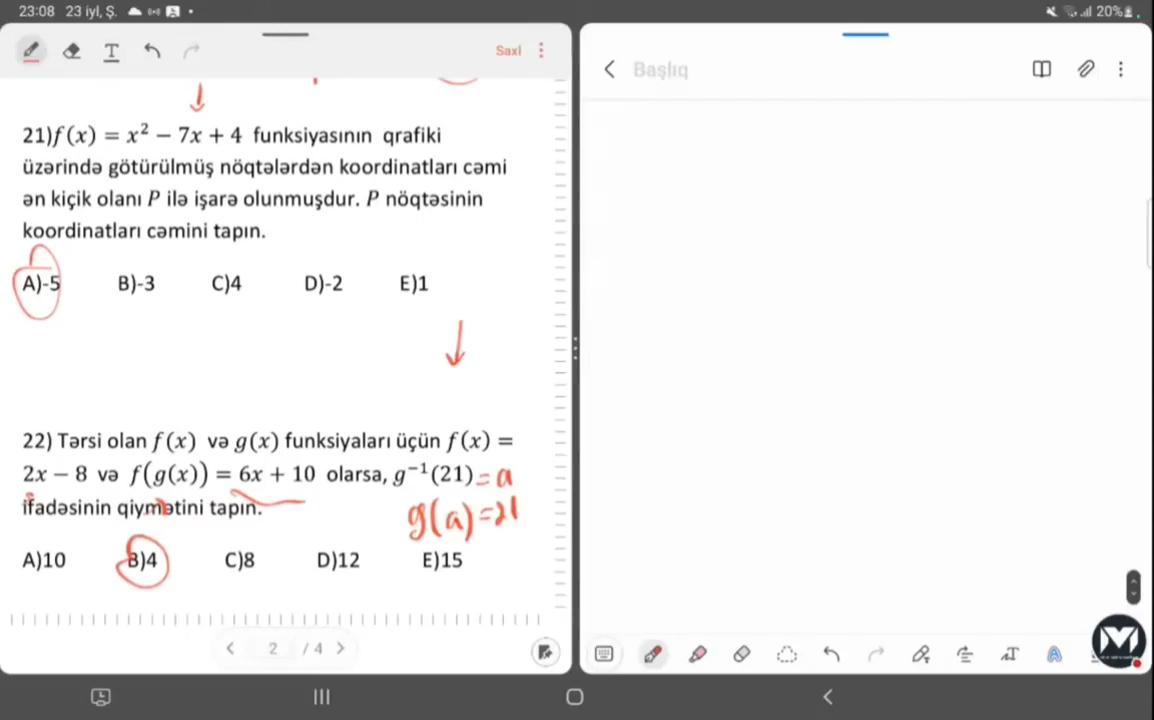 23:08 23 iyl, Ş.
20%
Saxl
21)f(x) = x² − 7x + 4 funksiyasının qrafiki
üzərində götürülmüş nöqtələrdən koordinatları cəmi
ən kiçik olanı P ilə işarə olunmuşdur. P nöqtəsinin
koordinatları cəmini tapın.
A)-5 B)-3 C)4 D)-2 E)1
22) Tərsi olan f(x) və g(x) funksiyaları üçün f(x) =
2x − 8 və f(g(x)) = 6x + 10 olarsa, g⁻¹(21) = a
ifadəsinin qiymətini tapın.
g(a)=21
A)10 B)4 C)8 D)12 E)15
2 / 4
Başlıq